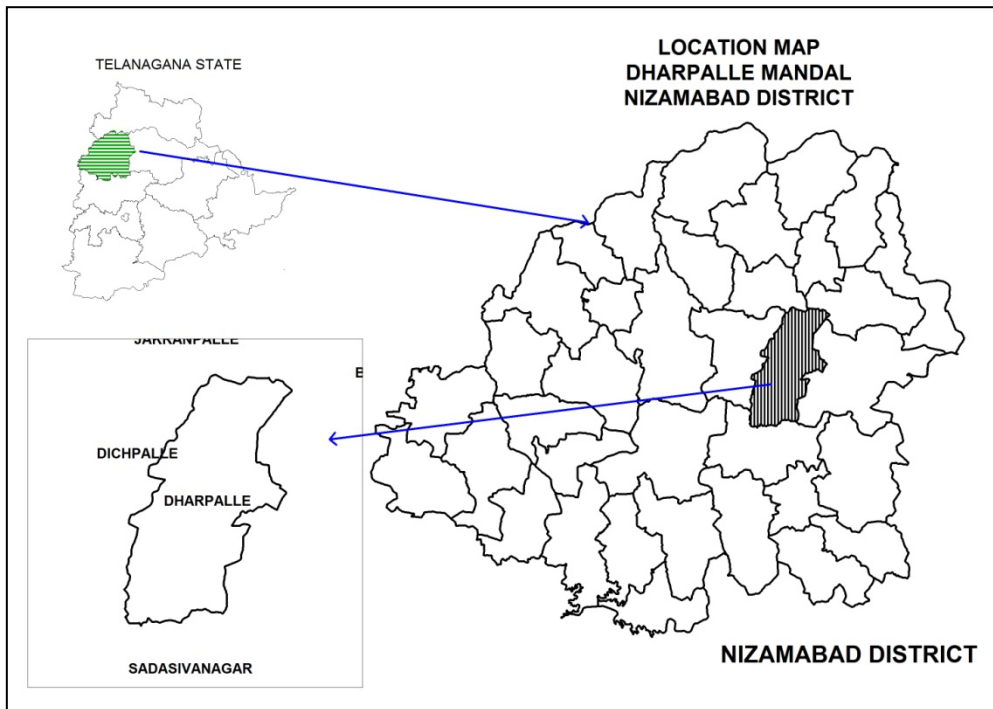 LOCATION MAP
DHARPALLE MANDAL
NIZAMABAD DISTRICT
TELANAGANA STATE
JAKRANPALLE
DICHPALLE
DHARPALLE
SADASIVANAGAR
NIZAMABAD DISTRICT